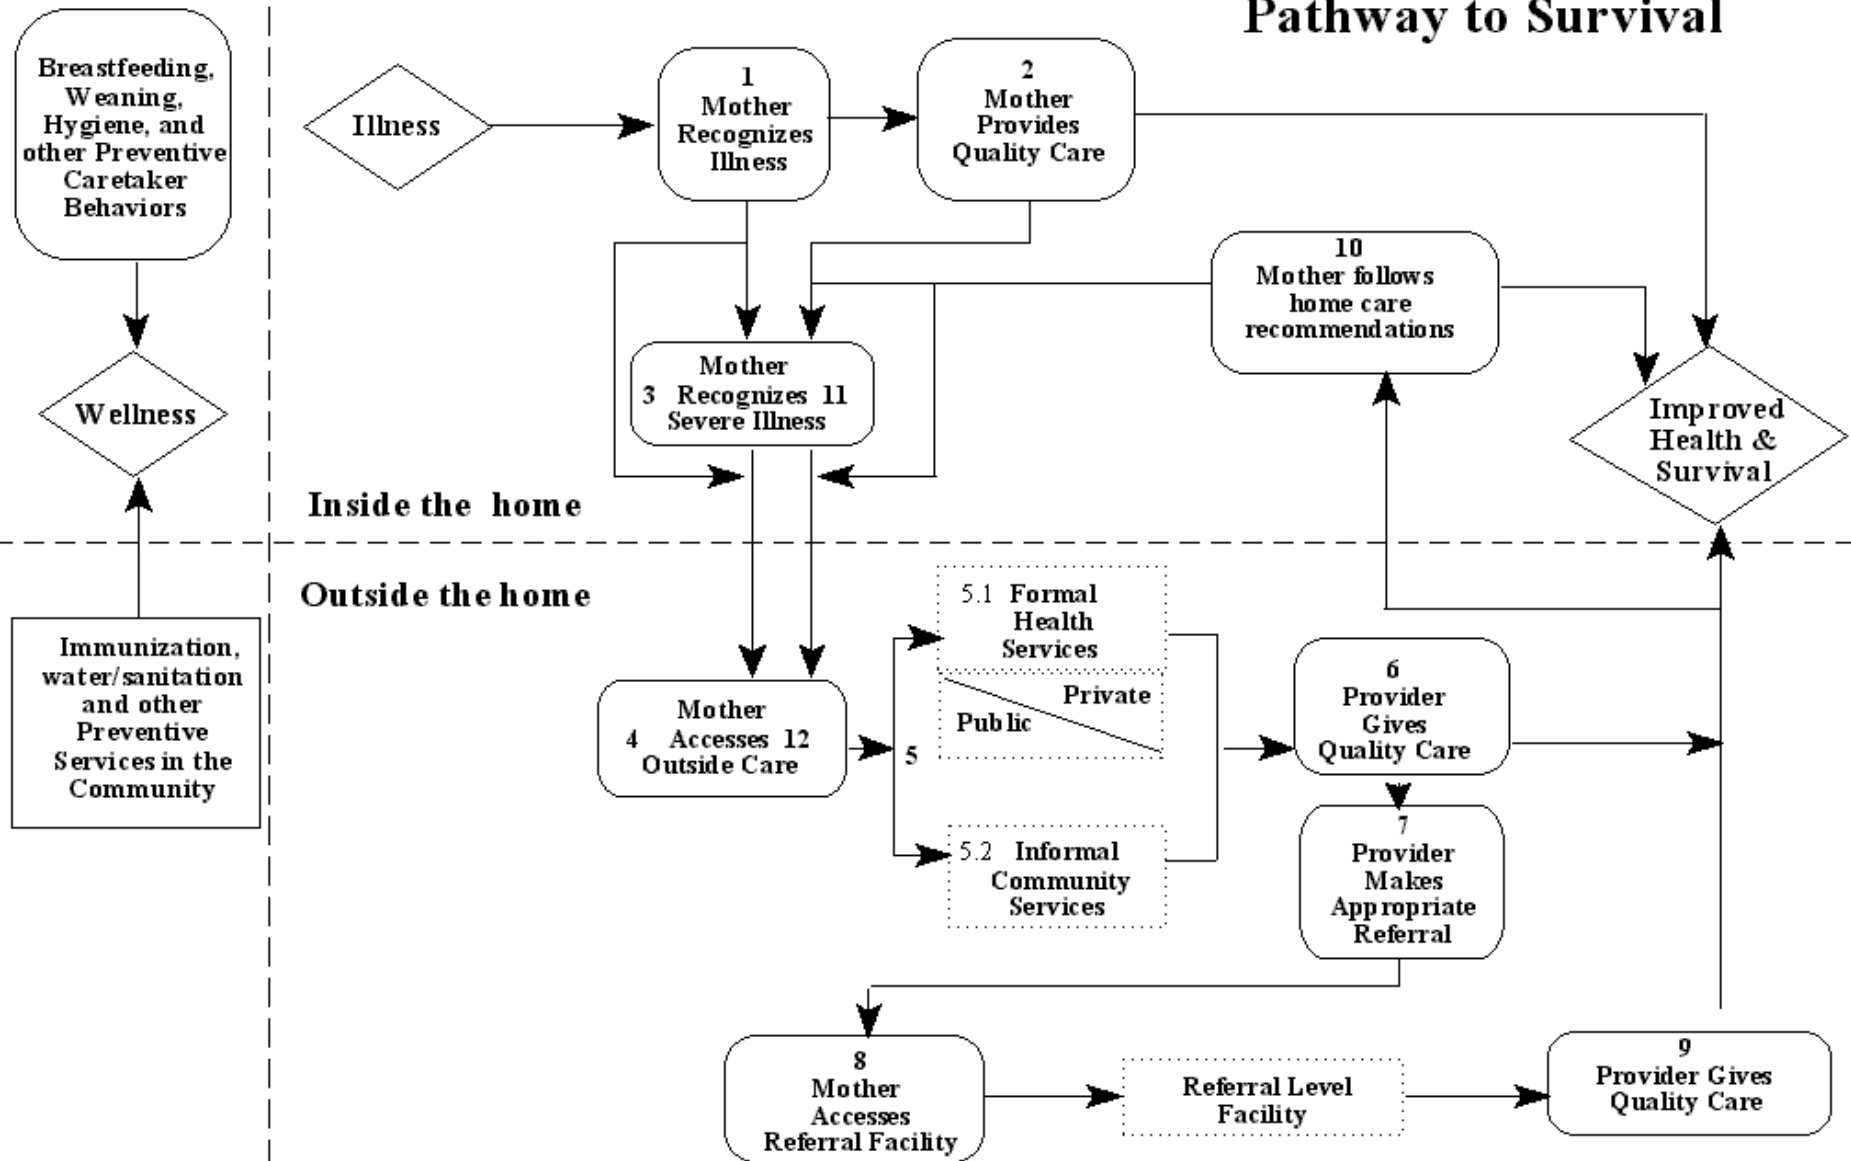 Pathway to Survival
Breastfeeding,
Weaning,
Hygiene, and
other Preventive
Caretaker
Behaviors
Wellness
Immunization,
water/sanitation
and other
Preventive
Services in the
Community
Illness
1
Mother
Recognizes
Illness
2
Mother
Provides
Quality Care
10
Mother follows
home care
recommendations
Mother
3 Recognizes 11
Severe Illness
Improved
Health &
Survival
Inside the home
Outside the home
Mother
4 Accesses 12
Outside Care
5
5.1 Formal
Health
Services
Private
Public
5.2 Informal
Community
Services
6
Provider
Gives
Quality Care
7
Provider
Makes
Appropriate
Referral
8
Mother
Accesses
Referral Facility
Referral Level
Facility
9
Provider Gives
Quality Care